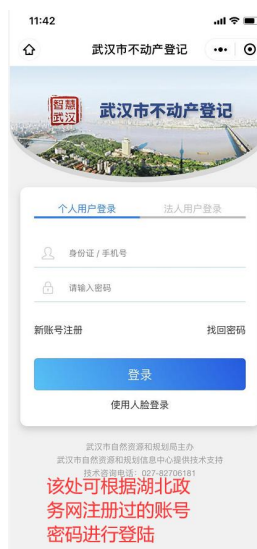 11:42
武汉市不动产登记
智慧
武汉
武汉市不动产登记
个人用户登录
法人用户登录
身份证 / 手机号
请输入密码
新账号注册
找回密码
登录
使用人脸登录
武汉市自然资源和规划局主办
武汉市自然资源和规划信息中心提供技术支持
技术咨询电话：027-82706181
该处可根据湖北政
务网注册过的账号
密码进行登陆